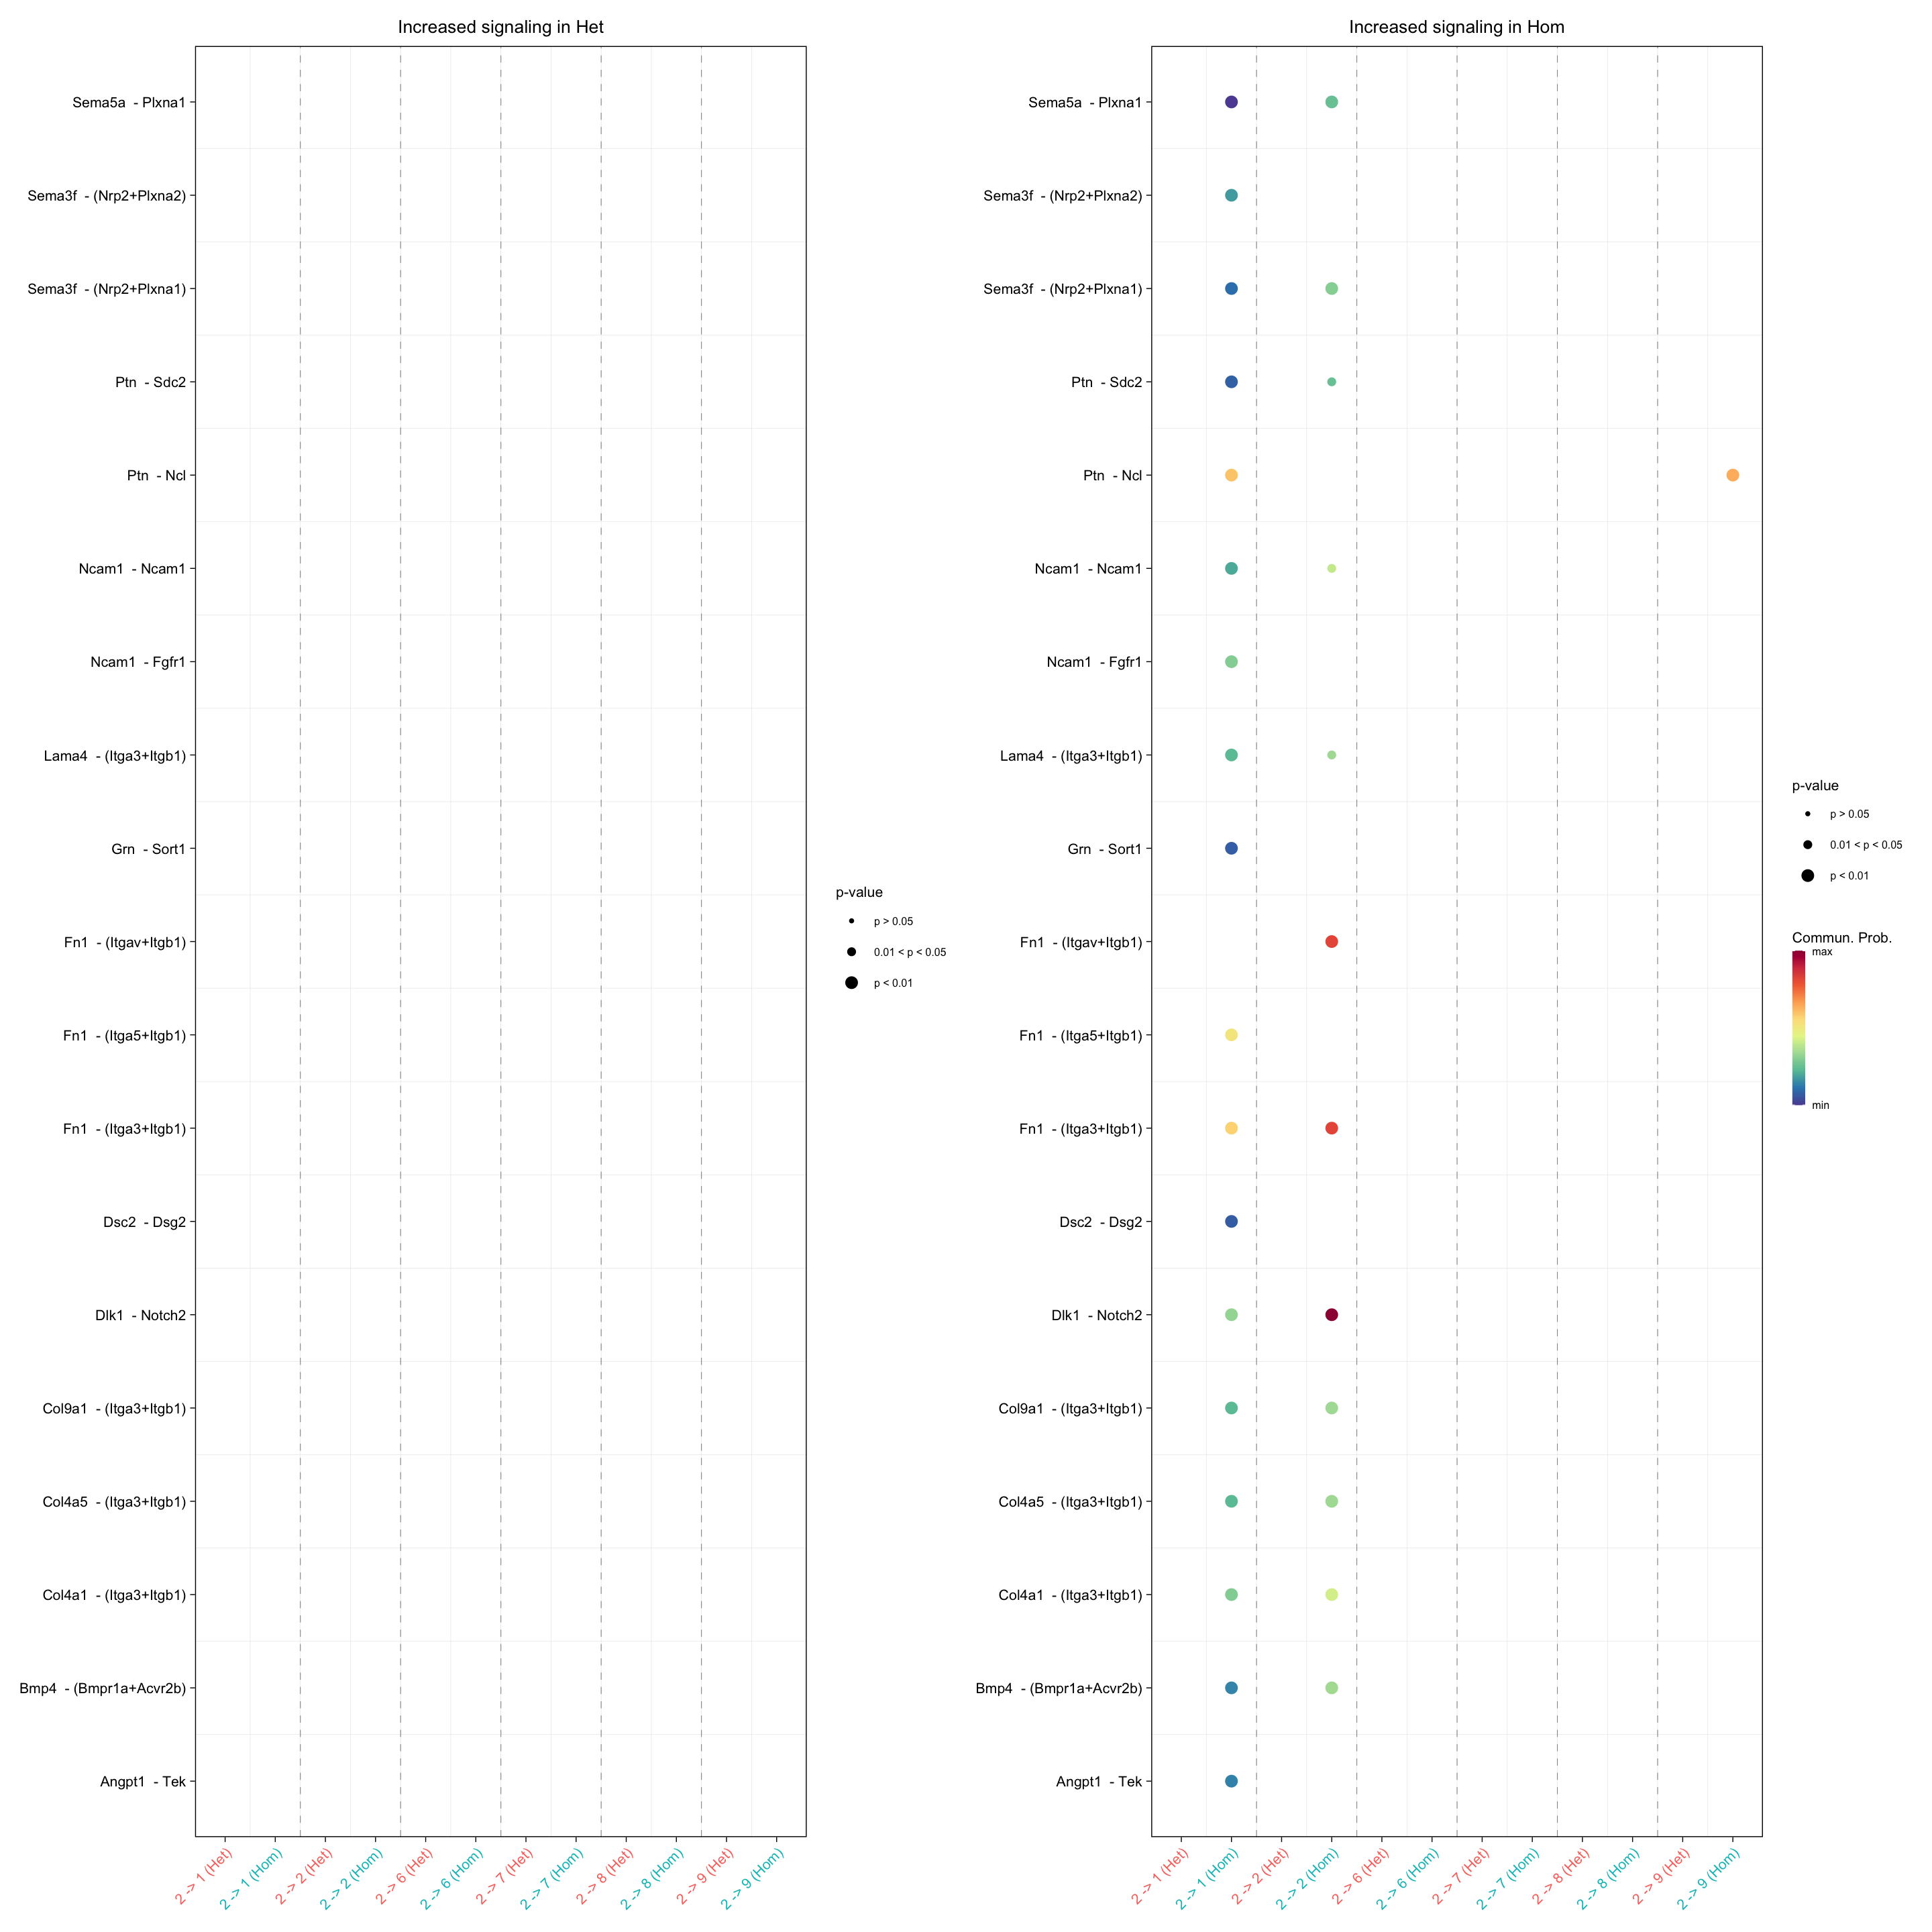 Increased signaling in Het
Sema5a  - Plxna1
Sema3f  - (Nrp2+Plxna2)
Sema3f  - (Nrp2+Plxna1)
Ptn  - Sdc2
Ptn  - Ncl
Ncam1  - Ncam1
Ncam1  - Fgfr1
Lama4  - (Itga3+Itgb1)
Grn  - Sort1
Fn1  - (Itgav+Itgb1)
Fn1  - (Itga5+Itgb1)
Fn1  - (Itga3+Itgb1)
Dsc2  - Dsg2
Dlk1  - Notch2
Col9a1  - (Itga3+Itgb1)
Col4a5  - (Itga3+Itgb1)
Col4a1  - (Itga3+Itgb1)
Bmp4  - (Bmpr1a+Acvr2b)
Angpt1  - Tek
2 -> 1 (Het)
2 -> 1 (Hom)
2 -> 2 (Het)
2 -> 2 (Hom)
2 -> 6 (Het)
2 -> 6 (Hom)
2 -> 7 (Het)
2 -> 7 (Hom)
2 -> 8 (Het)
2 -> 8 (Hom)
2 -> 9 (Het)
2 -> 9 (Hom)
p-value
p > 0.05
0.01 < p < 0.05
p < 0.01
Increased signaling in Hom
Sema5a  - Plxna1
Sema3f  - (Nrp2+Plxna2)
Sema3f  - (Nrp2+Plxna1)
Ptn  - Sdc2
Ptn  - Ncl
Ncam1  - Ncam1
Ncam1  - Fgfr1
Lama4  - (Itga3+Itgb1)
Grn  - Sort1
Fn1  - (Itgav+Itgb1)
Fn1  - (Itga5+Itgb1)
Fn1  - (Itga3+Itgb1)
Dsc2  - Dsg2
Dlk1  - Notch2
Col9a1  - (Itga3+Itgb1)
Col4a5  - (Itga3+Itgb1)
Col4a1  - (Itga3+Itgb1)
Bmp4  - (Bmpr1a+Acvr2b)
Angpt1  - Tek
2 -> 1 (Het)
2 -> 1 (Hom)
2 -> 2 (Het)
2 -> 2 (Hom)
2 -> 6 (Het)
2 -> 6 (Hom)
2 -> 7 (Het)
2 -> 7 (Hom)
2 -> 8 (Het)
2 -> 8 (Hom)
2 -> 9 (Het)
2 -> 9 (Hom)
p-value
p > 0.05
0.01 < p < 0.05
p < 0.01
Commun. Prob.
max
min